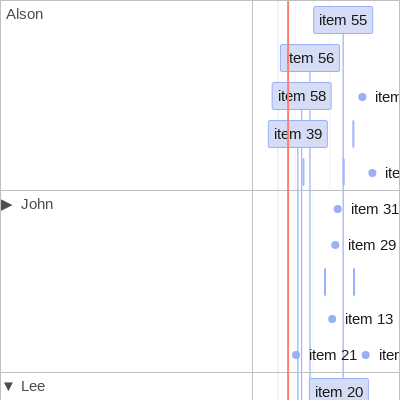 Alson
item 55
item 56
item 58
item
item 39
ite
▶ John
item 31
item 29
item 13
item 21
iter
▼ Lee
item 20